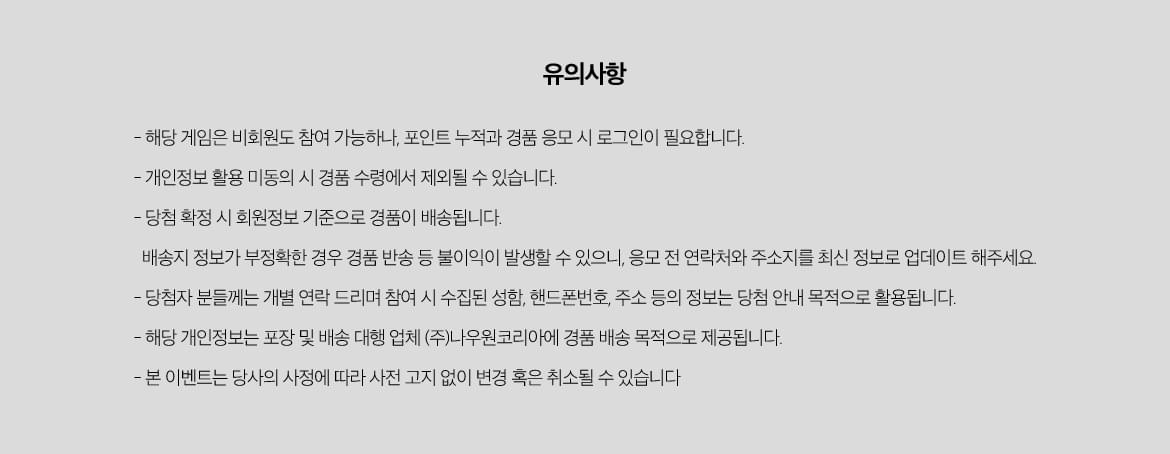 유의사항
- 해당 게임은 비회원도 참여 가능하나, 포인트 누적과 경품 응모 시 로그인이 필요합니다.
- 개인정보 활용 미동의 시 경품 수령에서 제외될 수 있습니다.
- 당첨 확정 시 회원정보 기준으로 경품이 배송됩니다.
배송지 정보가 부정확한 경우 경품 반송 등 불이익이 발생할 수 있으니, 응모 전 연락처와 주소지를 최신 정보로 업데이트 해주세요.
- 당첨자 분들께는 개별 연락 드리며 참여 시 수집된 성함, 핸드폰번호, 주소 등의 정보는 당첨 안내 목적으로 활용됩니다.
- 해당 개인정보는 포장 및 배송 대행 업체 (주)나우원코리아에 경품 배송 목적으로 제공됩니다.
- 본 이벤트는 당사의 사정에 따라 사전 고지 없이 변경 혹은 취소될 수 있습니다